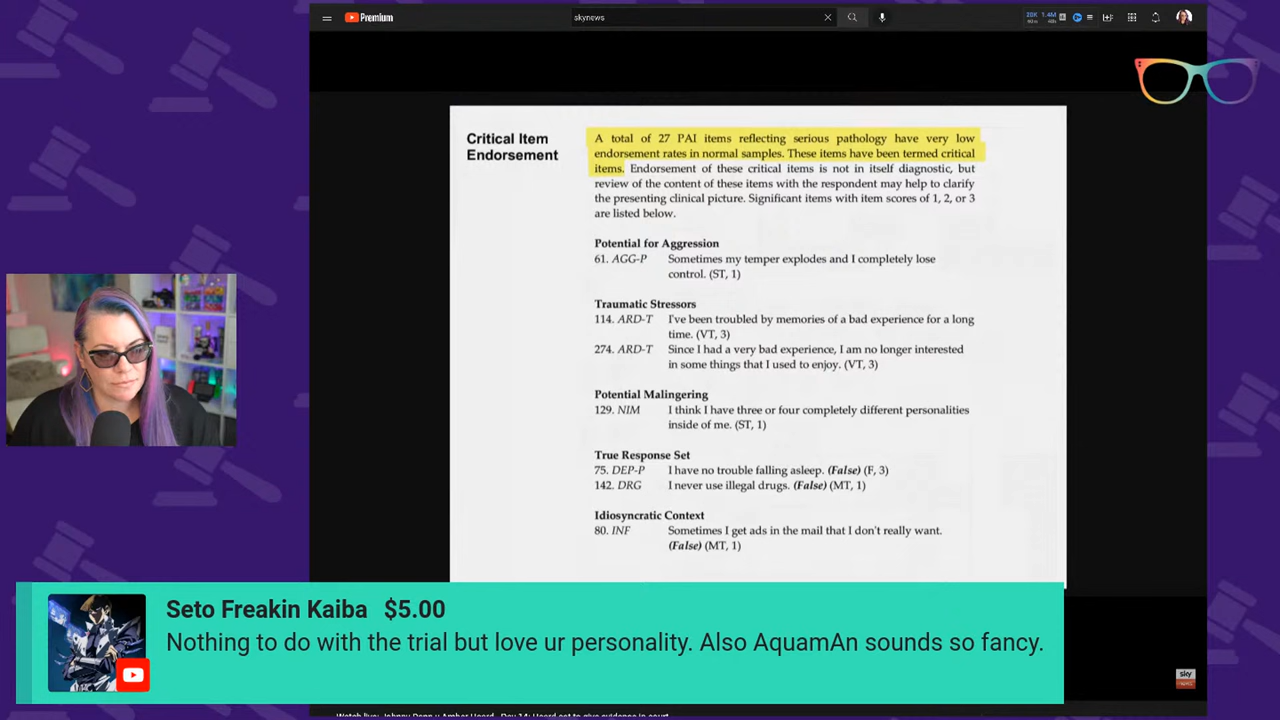 Premium
skynews
20K
1.4M
Critical Item
Endorsement
A total of 27 PAI items reflecting serious pathology have very low
endorsement rates in normal samples. These items have been termed critical
items. Endorsement of these critical items is not in itself diagnostic, but
review of the content of these items with the respondent may help to clarify
the presenting clinical picture. Significant items with item scores of 1, 2, or 3
are listed below.
Potential for Aggression
61. AGG-P Sometimes my temper explodes and I completely lose
control. (ST, 1)
Traumatic Stressors
114. ARD-T I've been troubled by memories of a bad experience for a long
time. (VT, 3)
274. ARD-T Since I had a very bad experience, I am no longer interested
in some things that I used to enjoy. (VT, 3)
Potential Malingering
129. NIM I think I have three or four completely different personalities
inside of me. (ST, 1)
True Response Set
75. DEP-P I have no trouble falling asleep. (False) (F, 3)
142. DRG I never use illegal drugs. (False) (MT, 1)
Idiosyncratic Context
80. INF Sometimes I get ads in the mail that I don't really want.
(False) (MT, 1)
Seto Freakin Kaiba $5.00
Nothing to do with the trial but love ur personality. Also AquamAn sounds so fancy.
sky